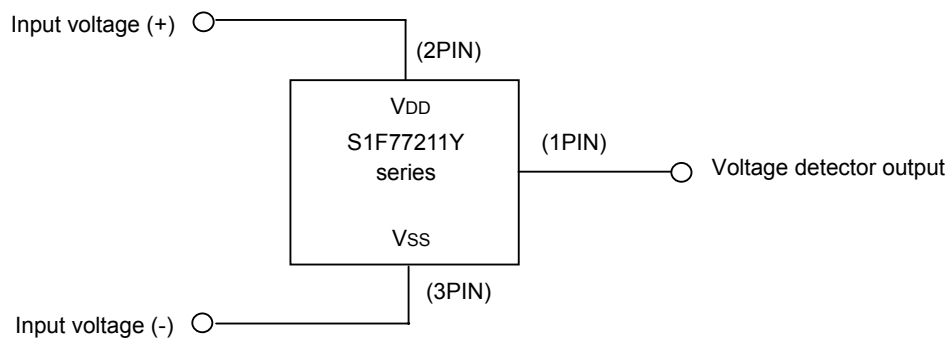 Input voltage (+)
(2PIN)
VDD
S1F77211Y
series
(1PIN)
Voltage detector output
VSS
(3PIN)
Input voltage (-)